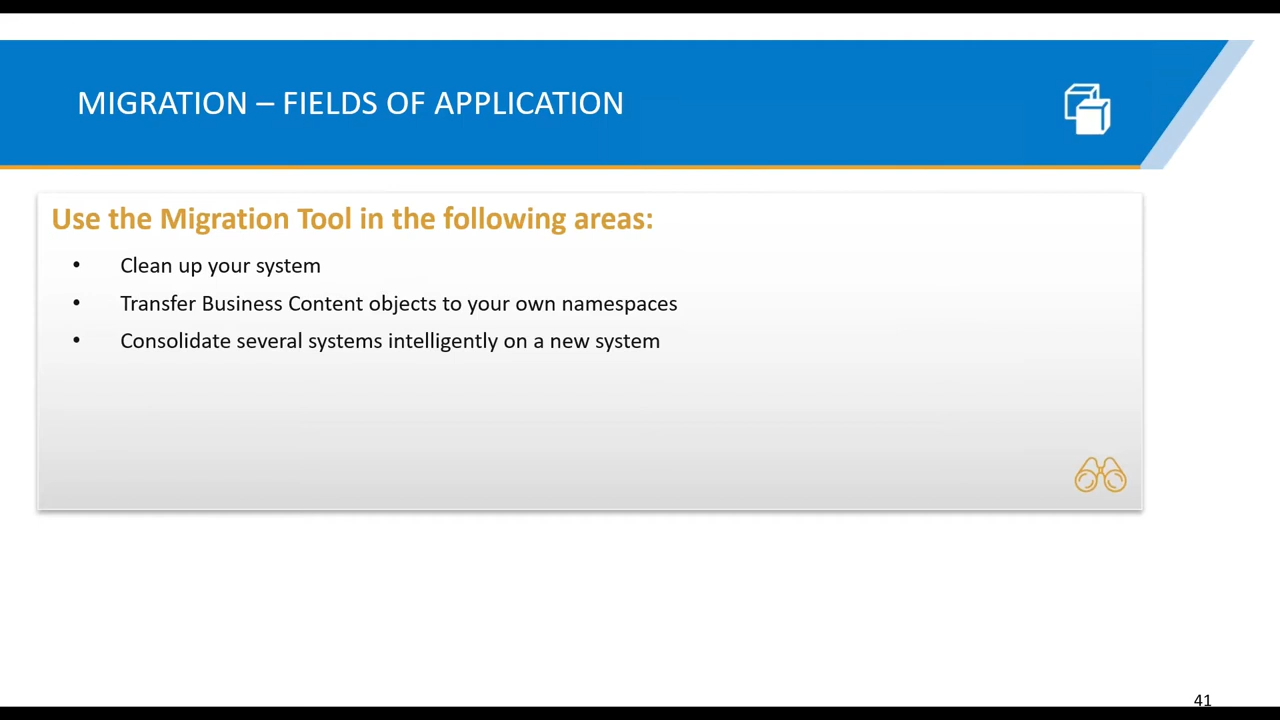 MIGRATION – FIELDS OF APPLICATION
Use the Migration Tool in the following areas:
• Clean up your system
• Transfer Business Content objects to your own namespaces
• Consolidate several systems intelligently on a new system
41